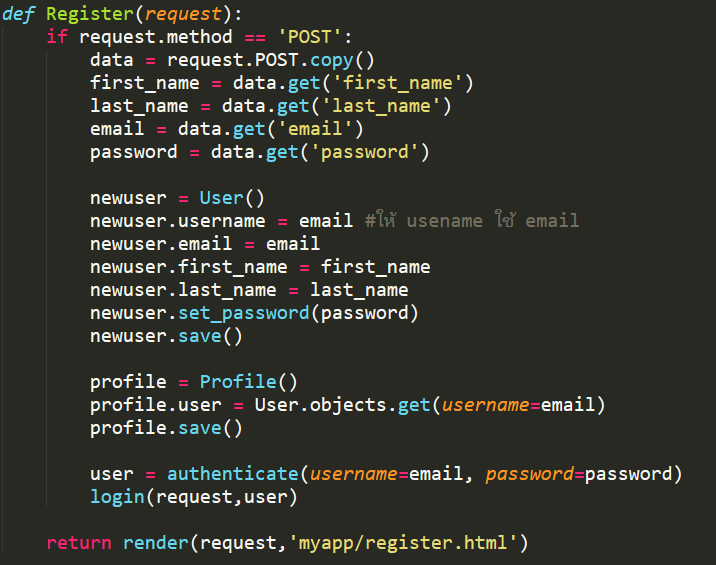 def Register(request):
    if request.method == 'POST':
        data = request.POST.copy()
        first_name = data.get('first_name')
        last_name = data.get('last_name')
        email = data.get('email')
        password = data.get('password')

        newuser = User()
        newuser.username = email #ให้ usename ใช้ email
        newuser.email = email
        newuser.first_name = first_name
        newuser.last_name = last_name
        newuser.set_password(password)
        newuser.save()

        profile = Profile()
        profile.user = User.objects.get(username=email)
        profile.save()

        user = authenticate(username=email, password=password)
        login(request,user)

    return render(request,'myapp/register.html')